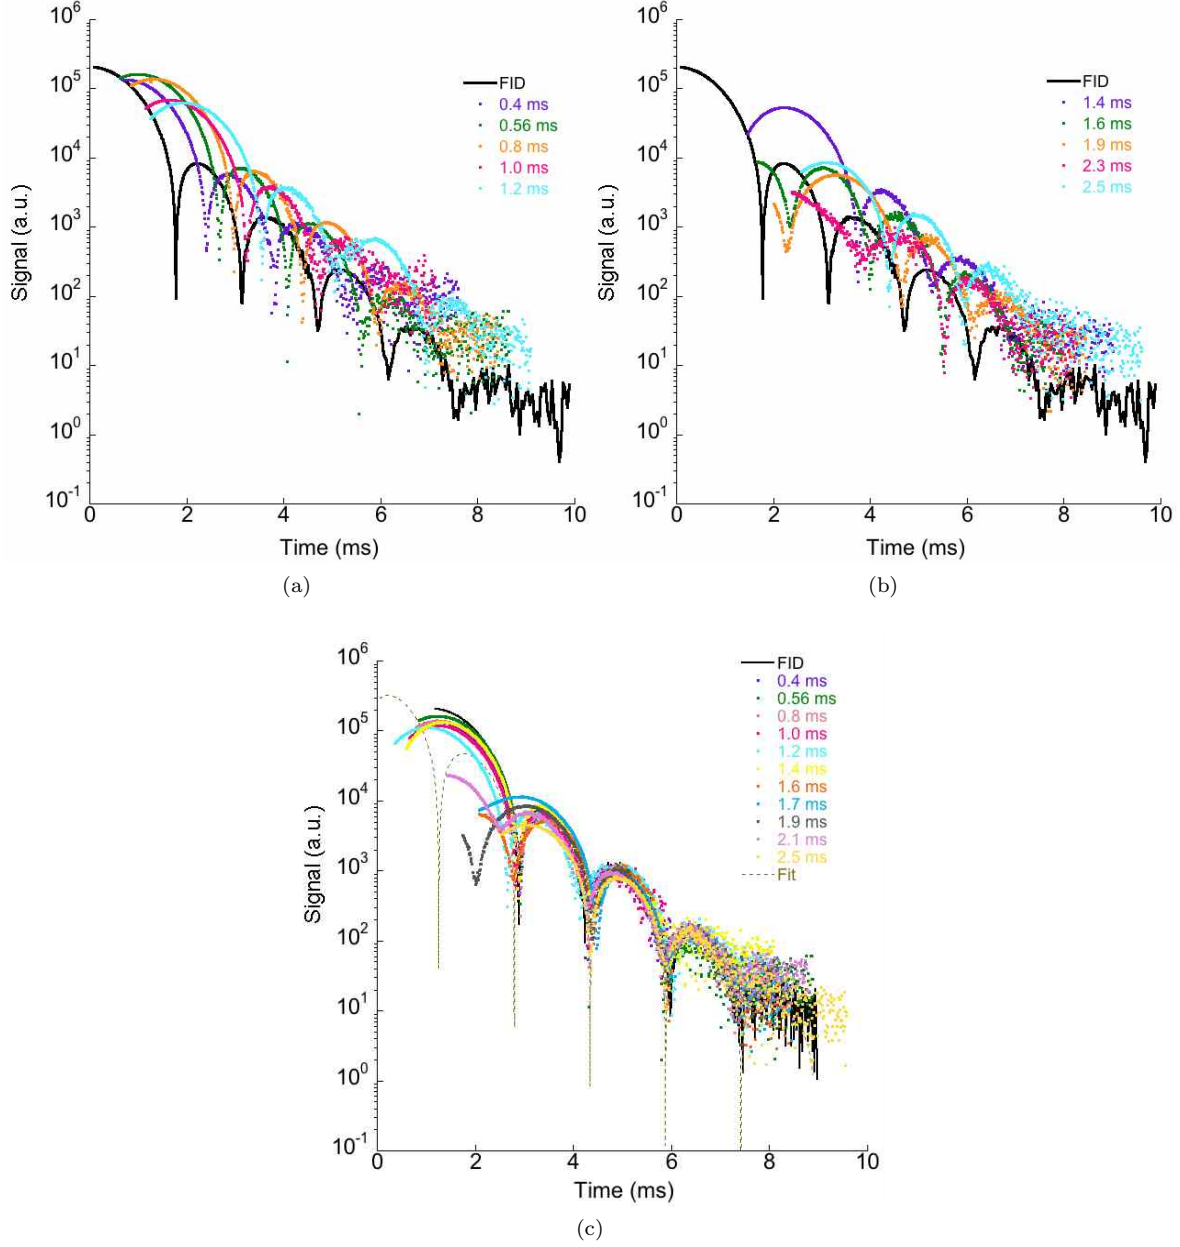 10^6
10^5
10^4
10^3
10^2
10^1
10^0
10^-1
Signal (a.u.)
FID
0.4 ms
0.56 ms
0.8 ms
1.0 ms
1.2 ms
0 2 4 6 8 10
Time (ms)
(a)
10^6
10^5
10^4
10^3
10^2
10^1
10^0
10^-1
Signal (a.u.)
FID
1.4 ms
1.6 ms
1.9 ms
2.3 ms
2.5 ms
0 2 4 6 8 10
Time (ms)
(b)
10^6
10^5
10^4
10^3
10^2
10^1
10^0
10^-1
Signal (a.u.)
FID
0.4 ms
0.56 ms
0.8 ms
1.0 ms
1.2 ms
1.4 ms
1.6 ms
1.7 ms
1.9 ms
2.1 ms
2.5 ms
Fit
0 2 4 6 8 10
Time (ms)
(c)